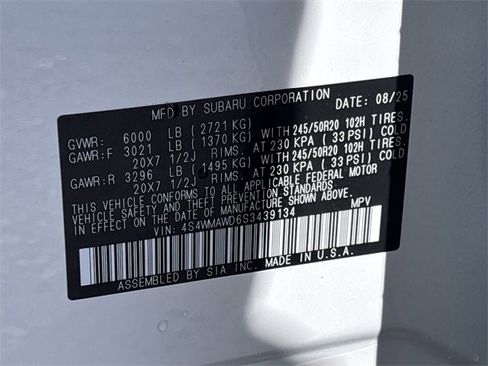 MFD BY SUBARU CORPORATION DATE: 08/25
GVWR: 6000 LB (2721 KG)
GAWR:F 3021 LB (1370 KG) WITH 245/50R20 102H TIRES.
20X7 1/2J RIMS. AT 230 KPA (33 PSI) COLD
GAWR:R 3296 LB (1495 KG) WITH 245/50R20 102H TIRES.
20X7 1/2J RIMS. AT 230 KPA (33 PSI) COLD
THIS VEHICLE CONFORMS TO ALL APPLICABLE FEDERAL MOTOR
VEHICLE SAFETY AND THEFT PREVENTION STANDARDS
IN EFFECT ON THE DATE OF MANUFACTURE SHOWN ABOVE.
VIN: 4S4WMAWD6S3439134 MPV
ASSEMBLED BY SIA INC. MADE IN U.S.A.